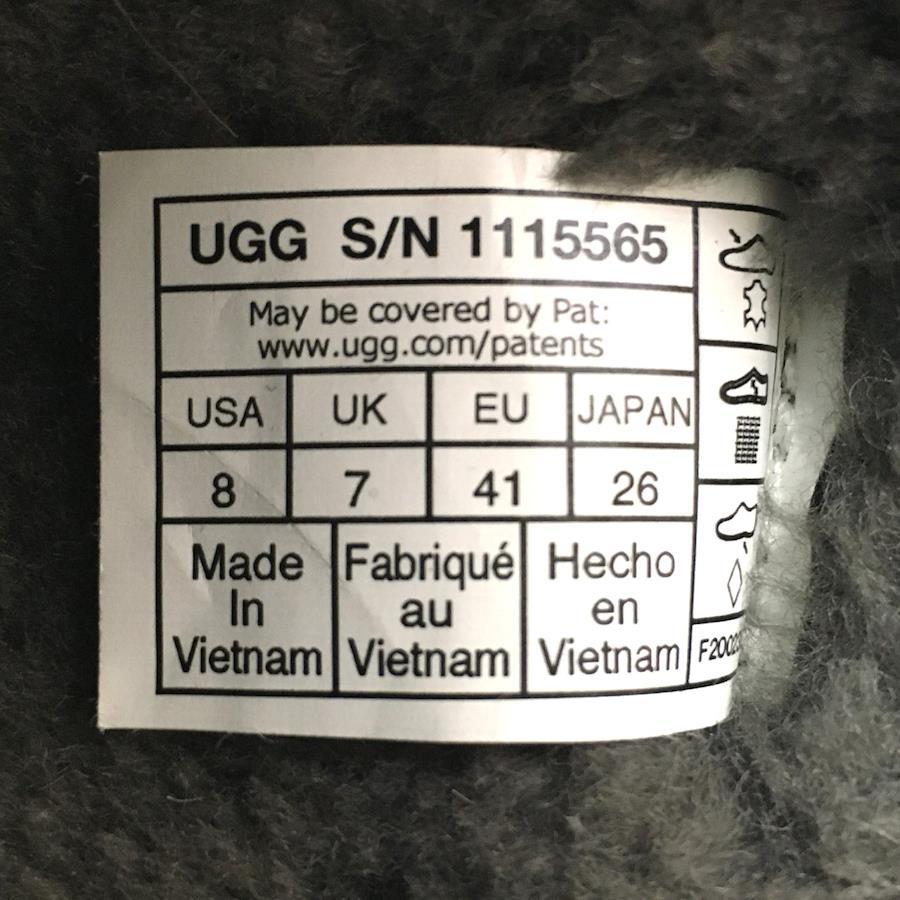 UGG S/N 1115565
May be covered by Pat:
www.ugg.com/patents
USA UK EU JAPAN
8 7 41 26
Made In Vietnam
Fabriqué au Vietnam
Hecho en Vietnam